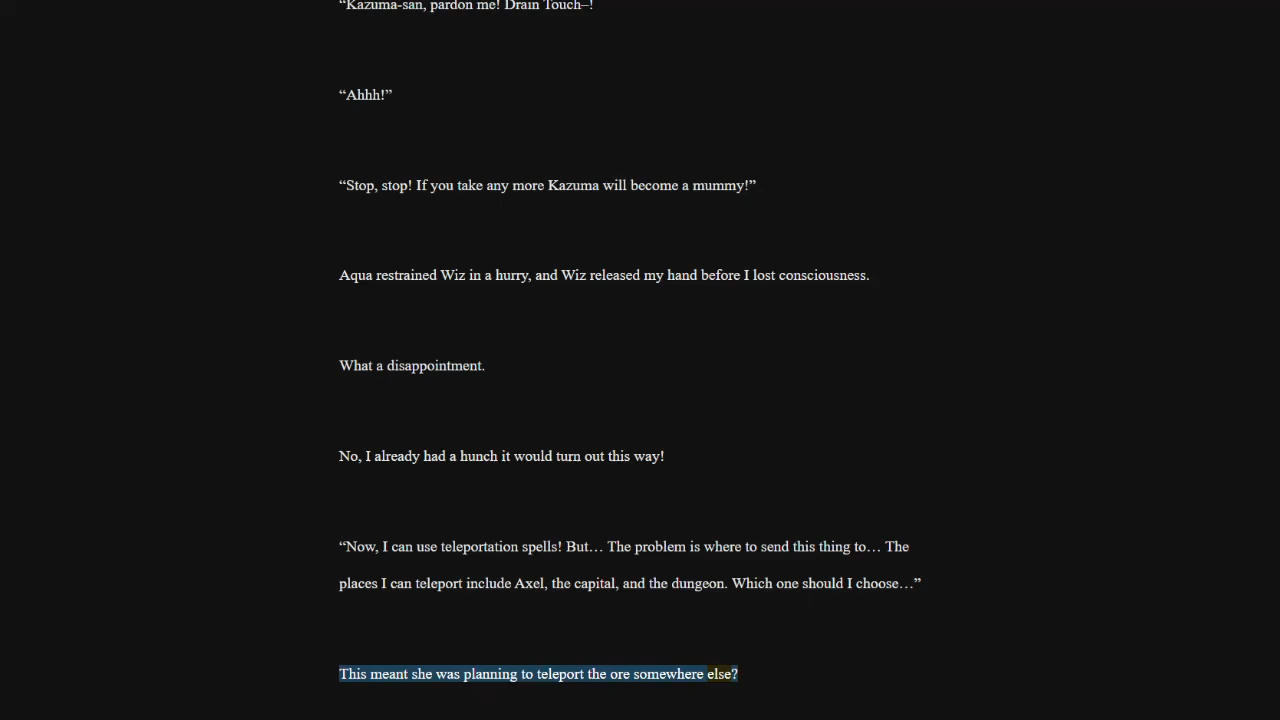 “Kazuma-san, pardon me! Drain Touch–!
“Ahhh!”
“Stop, stop! If you take any more Kazuma will become a mummy!”
Aqua restrained Wiz in a hurry, and Wiz released my hand before I lost consciousness.
What a disappointment.
No, I already had a hunch it would turn out this way!
“Now, I can use teleportation spells! But… The problem is where to send this thing to… The
places I can teleport include Axel, the capital, and the dungeon. Which one should I choose…”
This meant she was planning to teleport the ore somewhere else?